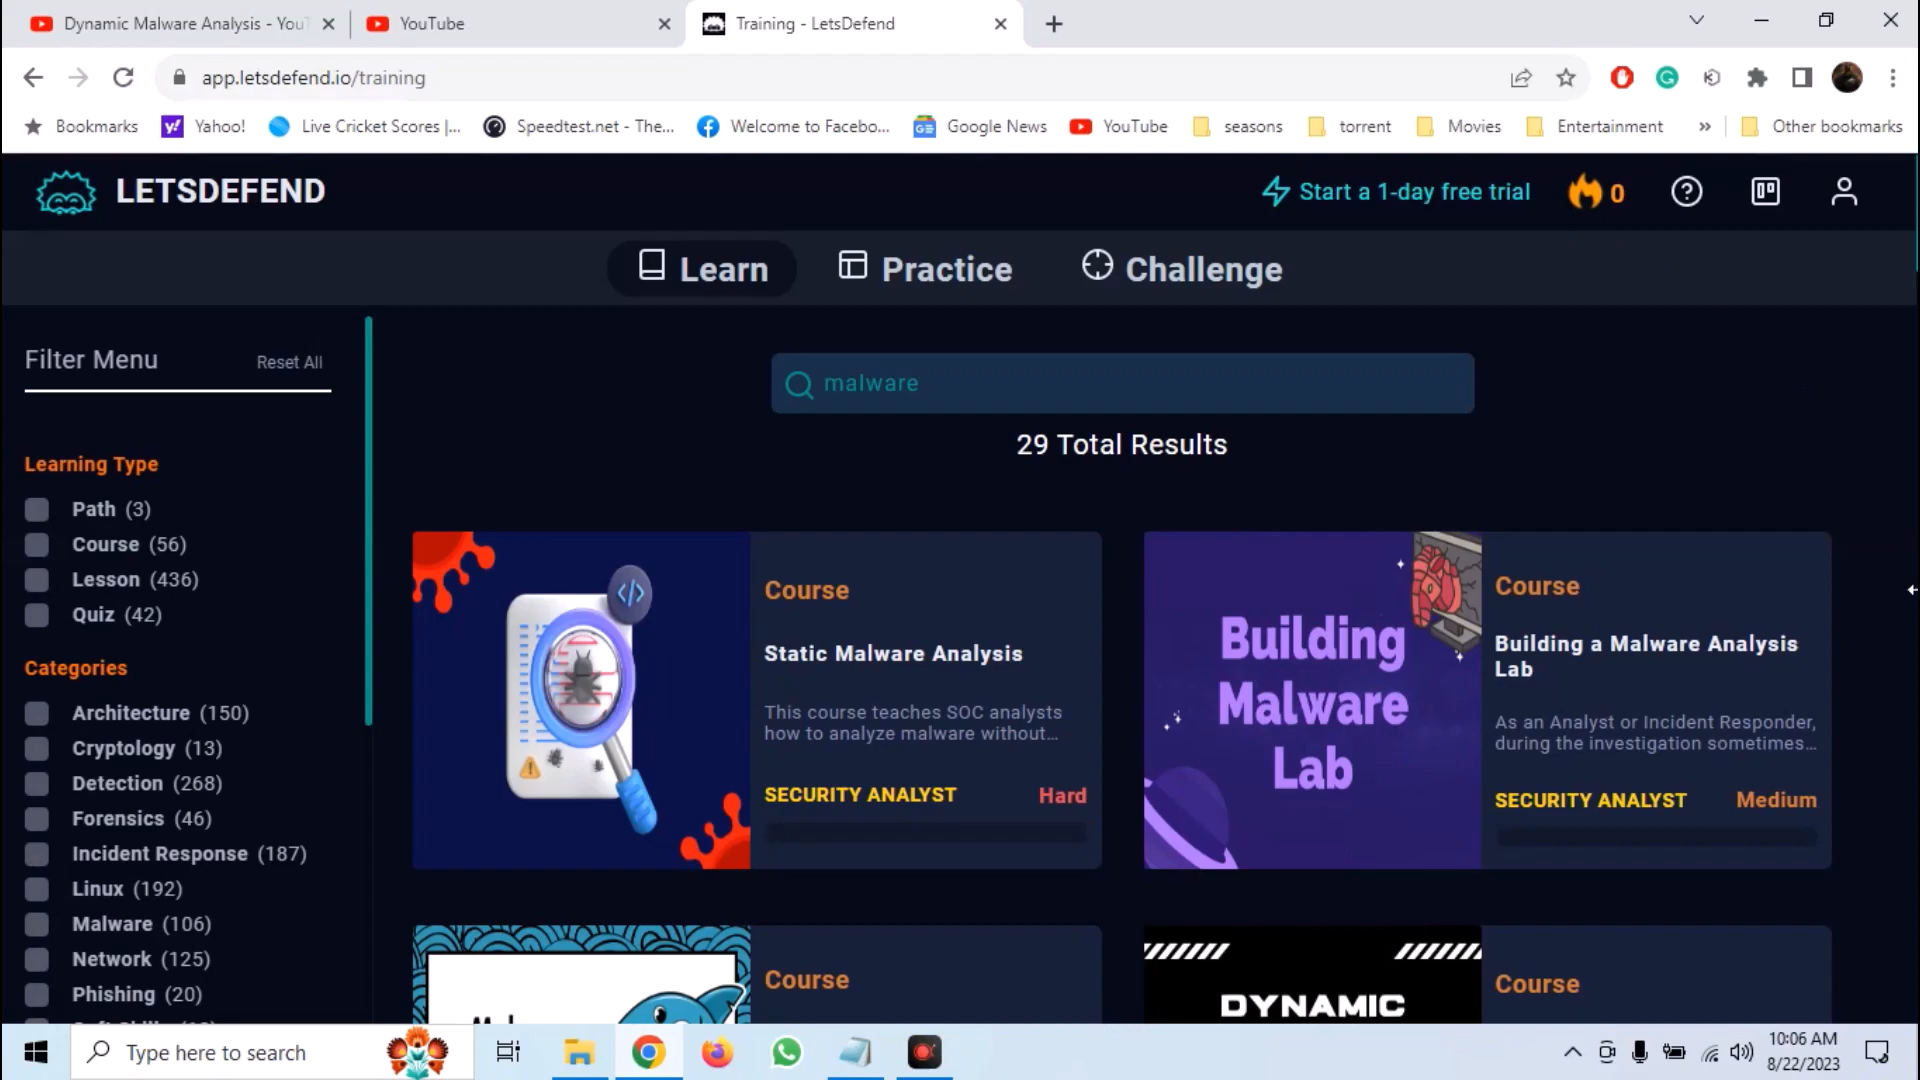 Dynamic Malware Analysis - You
YouTube
Training - LetsDefend
app.letsdefend.io/training
Bookmarks
Yahoo!
Live Cricket Scores |...
Speedtest.net - The...
Welcome to Facebo...
Google News
YouTube
seasons
torrent
Movies
Entertainment
»
Other bookmarks
LETSDEFEND
Start a 1-day free trial
0
Learn
Practice
Challenge
Filter Menu
Reset All
malware
29 Total Results
Learning Type
Path (3)
Course (56)
Lesson (436)
Quiz (42)
Categories
Architecture (150)
Cryptology (13)
Detection (268)
Forensics (46)
Incident Response (187)
Linux (192)
Malware (106)
Network (125)
Phishing (20)
Course
Static Malware Analysis
This course teaches SOC analysts
how to analyze malware without...
SECURITY ANALYST
Hard
Building
Malware
Lab
Course
Building a Malware Analysis
Lab
As an Analyst or Incident Responder,
during the investigation sometimes...
SECURITY ANALYST
Medium
Course
DYNAMIC
Course
Type here to search
10:06 AM
8/22/2023